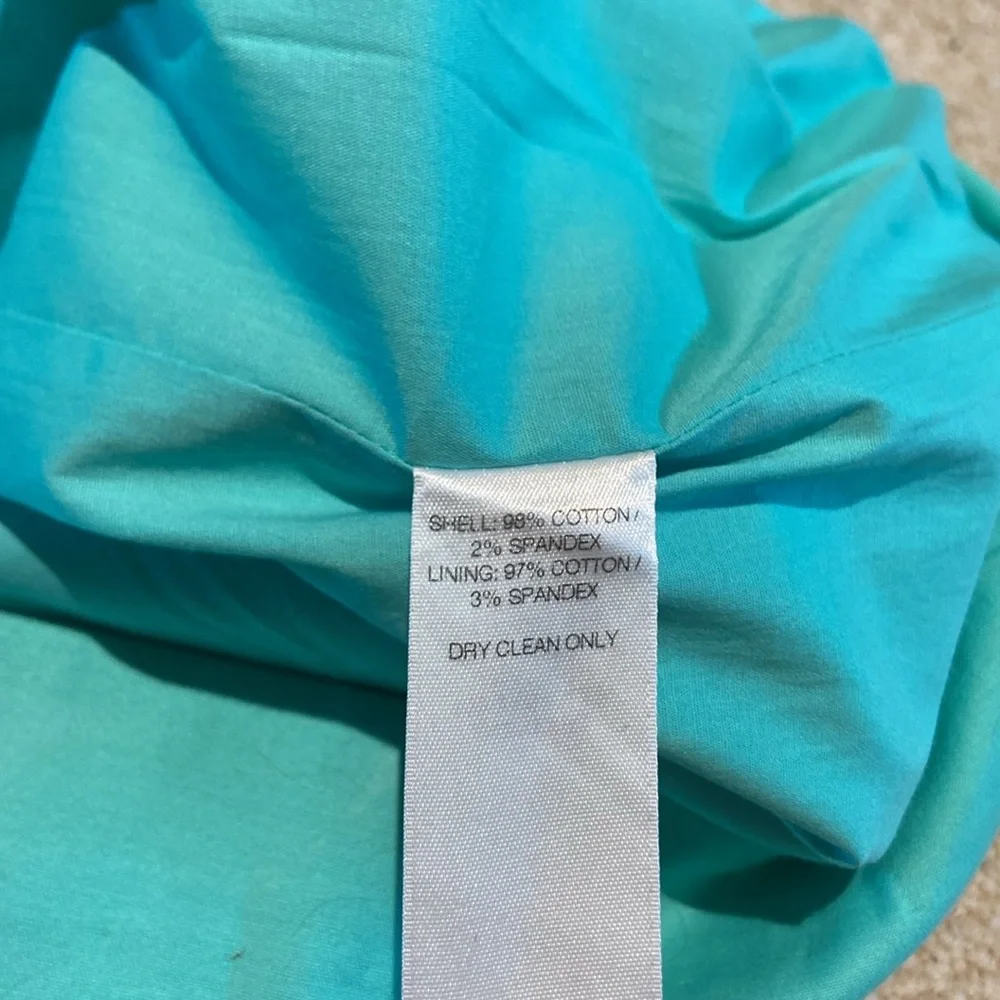 SHELL: 98% COTTON /
2% SPANDEX
LINING: 97% COTTON /
3% SPANDEX
DRY CLEAN ONLY